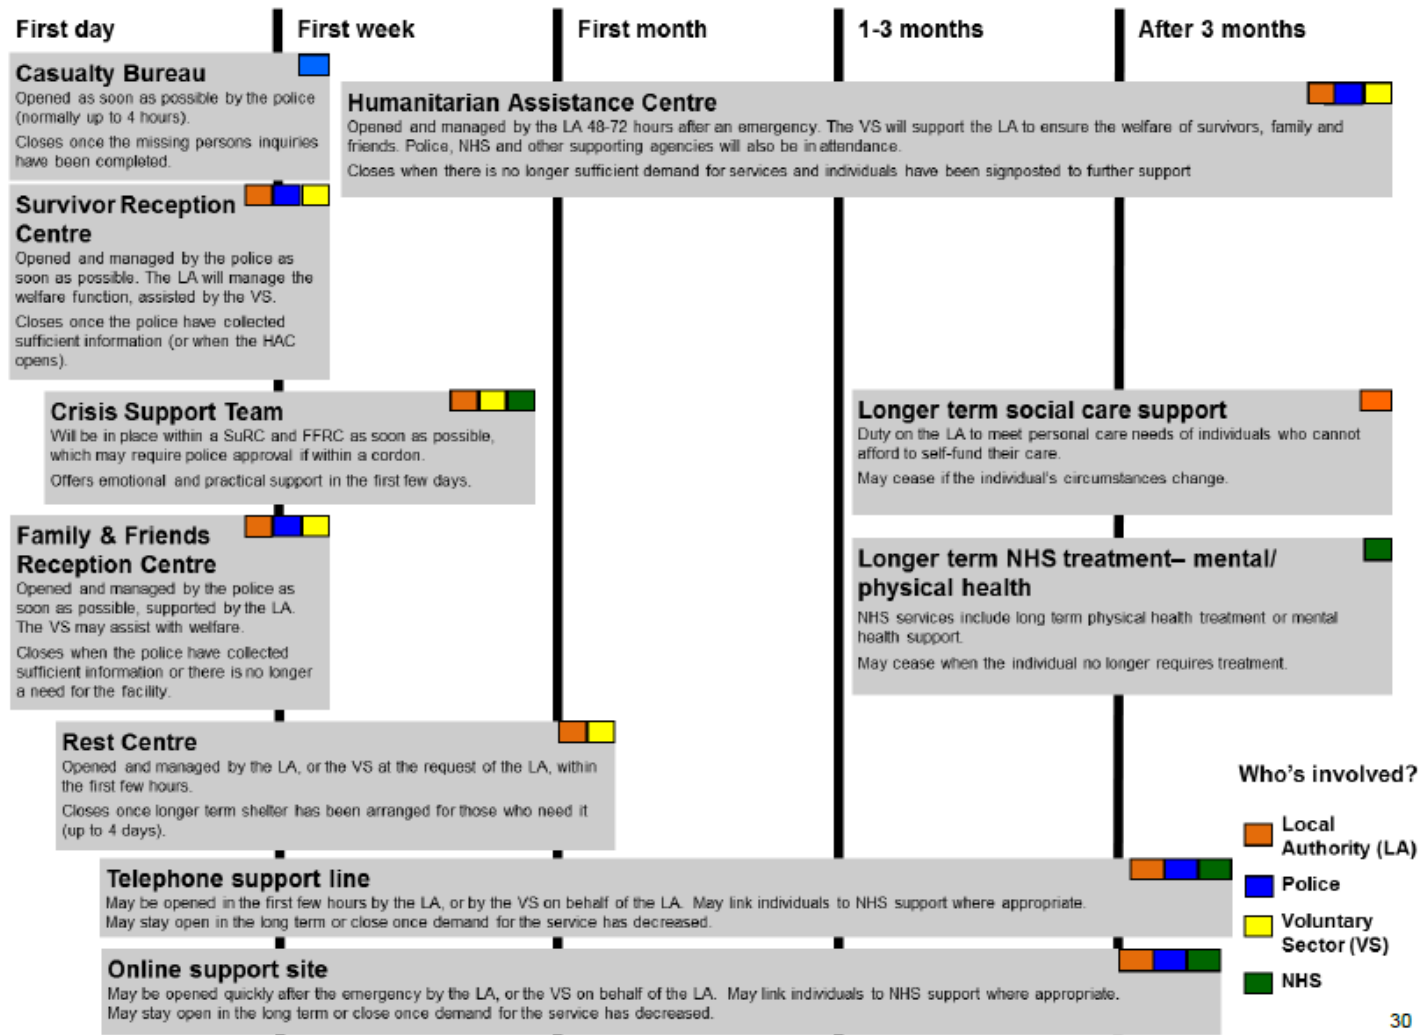 First day
First week
First month
1-3 months
After 3 months
Casualty Bureau
Opened as soon as possible by the police
(normally up to 4 hours).
Closes once the missing persons inquiries
have been completed.
Humanitarian Assistance Centre
Opened and managed by the LA 48-72 hours after an emergency. The VS will support the LA to ensure the welfare of survivors, family and
friends. Police, NHS and other supporting agencies will also be in attendance.
Closes when there is no longer sufficient demand for services and individuals have been signposted to further support
Survivor Reception
Centre
Opened and managed by the police as
soon as possible. The LA will manage the
welfare function, assisted by the VS.
Closes once the police have collected
sufficient information (or when the HAC
opens).
Crisis Support Team
Will be in place within a SuRC and FFRC as soon as possible,
which may require police approval if within a cordon.
Offers emotional and practical support in the first few days.
Longer term social care support
Duty on the LA to meet personal care needs of individuals who cannot
afford to self-fund their care.
May cease if the individual's circumstances change.
Family & Friends
Reception Centre
Opened and managed by the police as
soon as possible, supported by the LA.
The VS may assist with welfare.
Closes when the police have collected
sufficient information or there is no longer
a need for the facility.
Longer term NHS treatment– mental/
physical health
NHS services include long term physical health treatment or mental
health support.
May cease when the individual no longer requires treatment.
Rest Centre
Opened and managed by the LA, or the VS at the request of the LA, within
the first few hours.
Closes once longer term shelter has been arranged for those who need it
(up to 4 days).
Telephone support line
May be opened in the first few hours by the LA, or by the VS on behalf of the LA. May link individuals to NHS support where appropriate.
May stay open in the long term or close once demand for the service has decreased.
Online support site
May be opened quickly after the emergency by the LA, or the VS on behalf of the LA. May link individuals to NHS support where appropriate.
May stay open in the long term or close once demand for the service has decreased.
Who's involved?
Local
Authority (LA)
Police
Voluntary
Sector (VS)
NHS
30